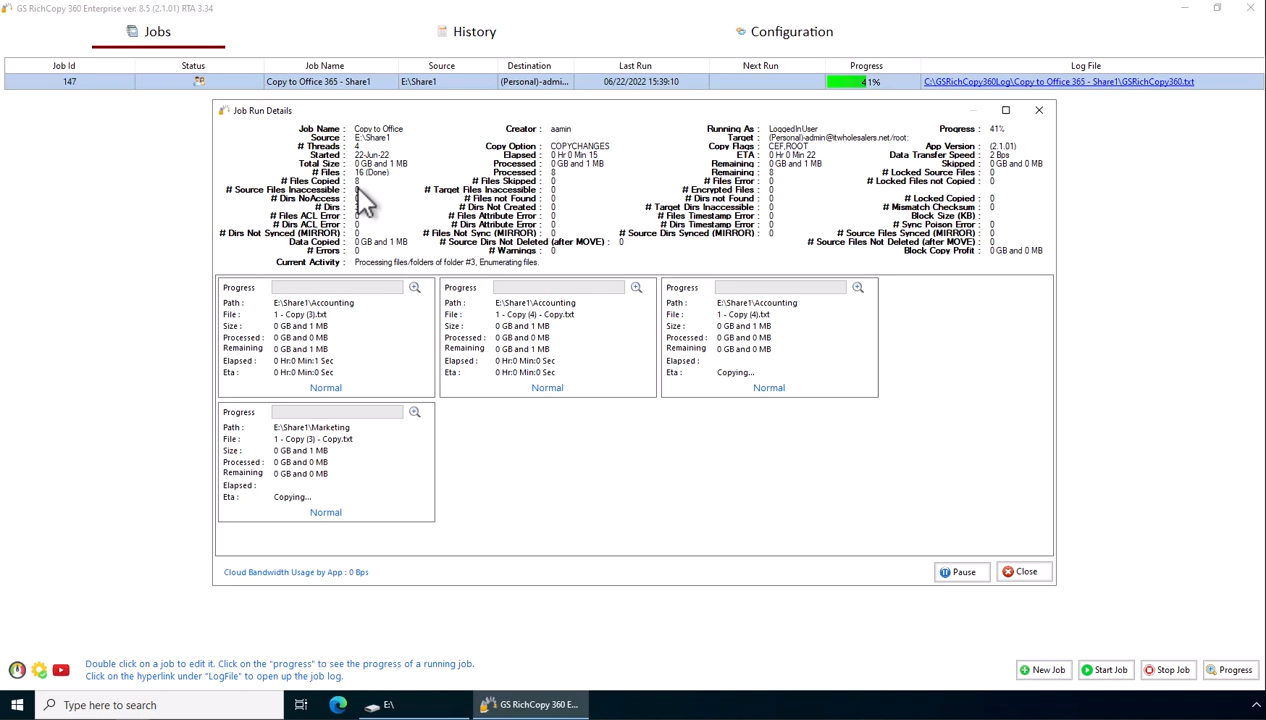 GS RichCopy 360 Enterprise ver: 8.5 (2.1.01) RTA 3.34
Jobs
History
Configuration
Job Id Status Job Name Source Destination Last Run Next Run Progress Log File
147 Copy to Office 365 - Share1 E:\Share1 (Personal)-admi... 06/22/2022 15:39:10 41% C:\GSRichCopy360Log\Copy to Office 365 - Share1\GSRichCopy360.txt
Job Run Details
Job Name : Copy to Office Creator : aamin Running As : LoggedInUser Progress : 41%
Source : E:\Share1 Target : (Personal)-admin@itwholesalers.net/root:
# Threads : 4 Copy Option : COPYCHANGES Copy Flags : CEF,ROOT App Version : (2.1.01)
Started : 22-Jun-22 Elapsed : 0 Hr 0 Min 15 ETA : 0 Hr 0 Min 22 Data Transfer Speed : 2 Bps
Total Size : 0 GB and 1 MB Processed : 0 GB and 1 MB Remaining : 0 GB and 1 MB Skipped : 0 GB and 0 MB
# Files : 16 (Done) Processed : 8 Remaining : 8 # Locked Source Files : 0
# Files Copied : 8 # Files Skipped : 0 # Files Error : 0 # Locked Files not Copied : 0
# Source Files Inaccessible : # Target Files Inaccessible : 0 # Encrypted Files : 0
# Dirs NoAccess : # Files not Found : 0 # Dirs not Found : 0 # Locked Copied : 0
# Dirs : # Dirs Not Created : 0 # Target Dirs Inaccessible : 0 # Mismatch Checksum : 0
# Files ACL Error : 0 # Files Attribute Error : 0 # Files Timestamp Error : 0 Block Size (KB) : 0
# Dirs ACL Error : 0 # Dirs Attribute Error : 0 # Dirs Timestamp Error : 0 # Sync Poison Error : 0
# Dirs Not Synced (MIRROR) : 0 # Files Not Sync (MIRROR) : 0 # Source Dirs Synced (MIRROR) : 0 # Source Files Synced (MIRROR) : 0
Data Copied : 0 GB and 1 MB # Source Dirs Not Deleted (after MOVE) : 0 # Source Files Not Deleted (after MOVE) : 0
# Errors : 0 # Warnings : 0 Block Copy Profit : 0 GB and 0 MB
Current Activity : Processing files/folders of folder #3, Enumerating files.
Progress
Path : E:\Share1\Accounting
File : 1 - Copy (3).txt
Size : 0 GB and 1 MB
Processed : 0 GB and 0 MB
Remaining 0 GB and 1 MB
Elapsed : 0 Hr:0 Min:1 Sec
Eta : 0 Hr:0 Min:0 Sec
Normal
Progress
Path : E:\Share1\Accounting
File : 1 - Copy (4) - Copy.txt
Size : 0 GB and 1 MB
Processed : 0 GB and 0 MB
Remaining 0 GB and 1 MB
Elapsed : 0 Hr:0 Min:0 Sec
Eta : 0 Hr:0 Min:0 Sec
Normal
Progress
Path : E:\Share1\Accounting
File : 1 - Copy (4).txt
Size : 0 GB and 1 MB
Processed : 0 GB and 0 MB
Remaining 0 GB and 0 MB
Elapsed :
Eta : Copying...
Normal
Progress
Path : E:\Share1\Marketing
File : 1 - Copy (3) - Copy.txt
Size : 0 GB and 1 MB
Processed : 0 GB and 0 MB
Remaining 0 GB and 0 MB
Elapsed :
Eta : Copying...
Normal
Cloud Bandwidth Usage by App : 0 Bps
Pause
Close
Double click on a job to edit it. Click on the "progress" to see the progress of a running job.
Click on the hyperlink under "LogFile" to open up the job log.
New Job
Start Job
Stop Job
Progress
Type here to search
E:\
GS RichCopy 360 E...